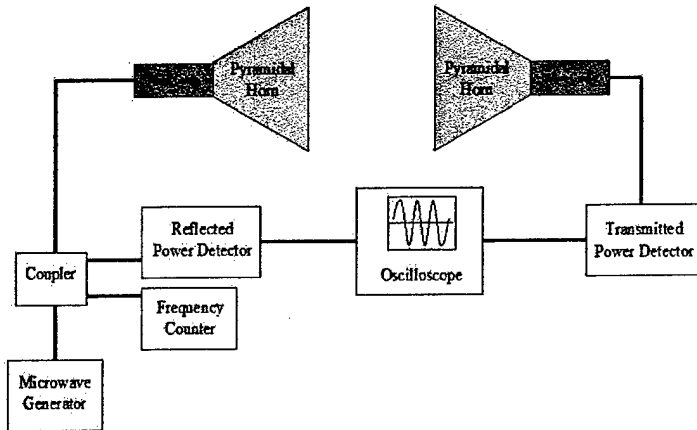 Pyramidal
Horn
Pyramidal
Horn
Reflected
Power Detector
Transmitted
Power Detector
Oscilloscope
Coupler
Frequency
Counter
Microwave
Generator